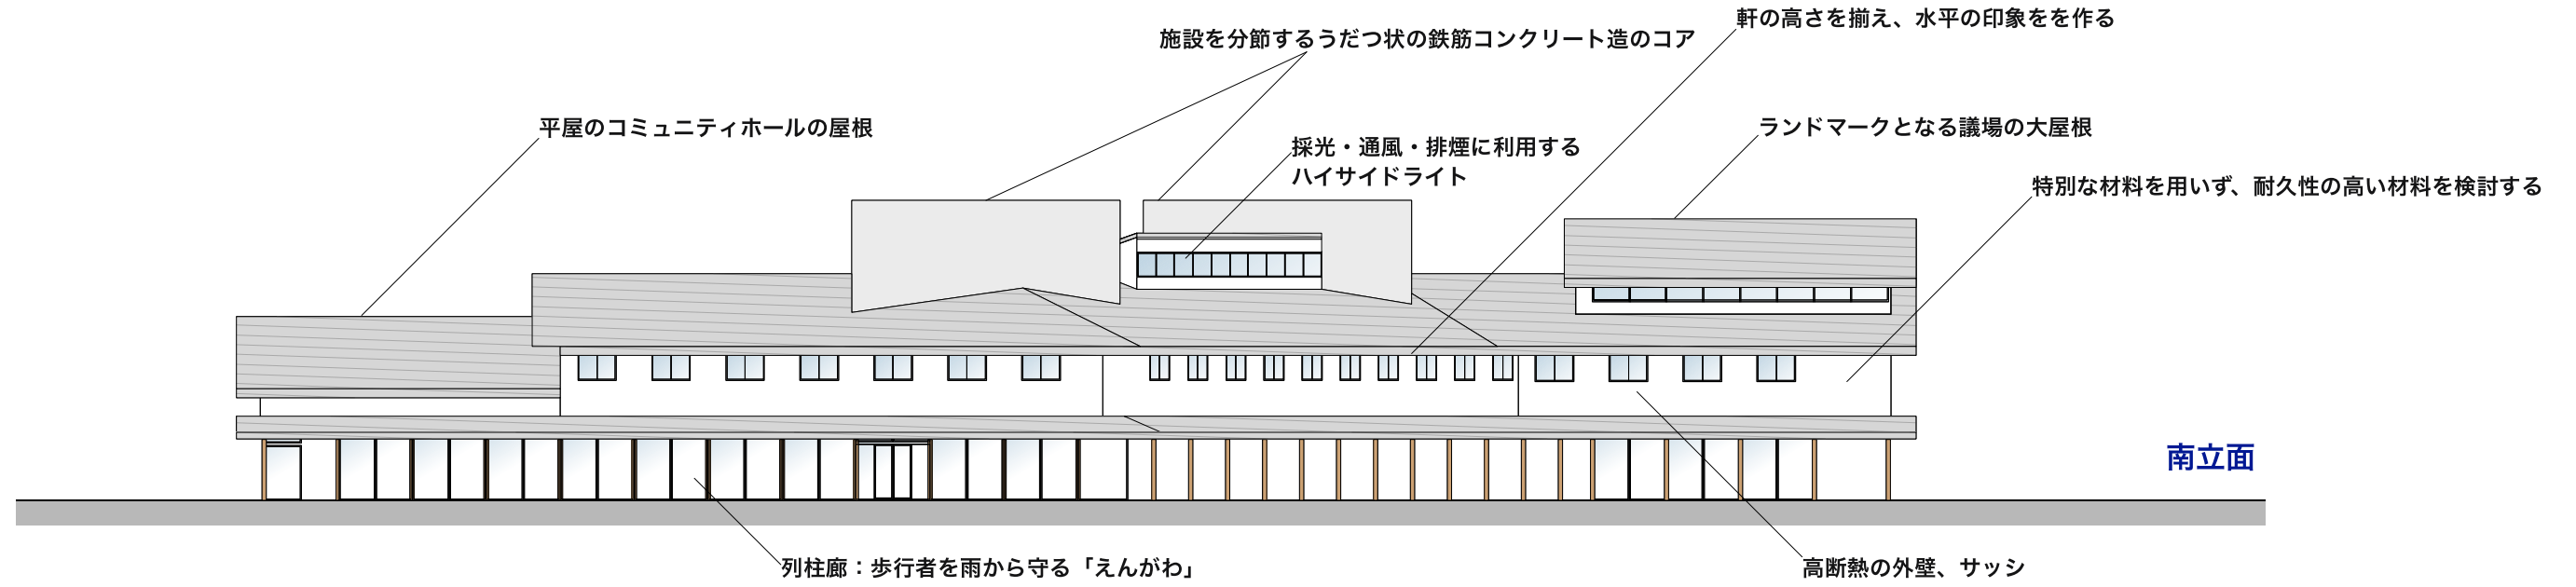 軒の高さを揃え、水平の印象をを作る
施設を分節するうだつ状の鉄筋コンクリート造のコア
平屋のコミュニティホールの屋根
ランドマークとなる議場の大屋根
採光・通風・排煙に利用する
ハイサイドライト
特別な材料を用いず、耐久性の高い材料を検討する
南立面
列柱廊：歩行者を雨から守る「えんがわ」
高断熱の外壁、サッシ